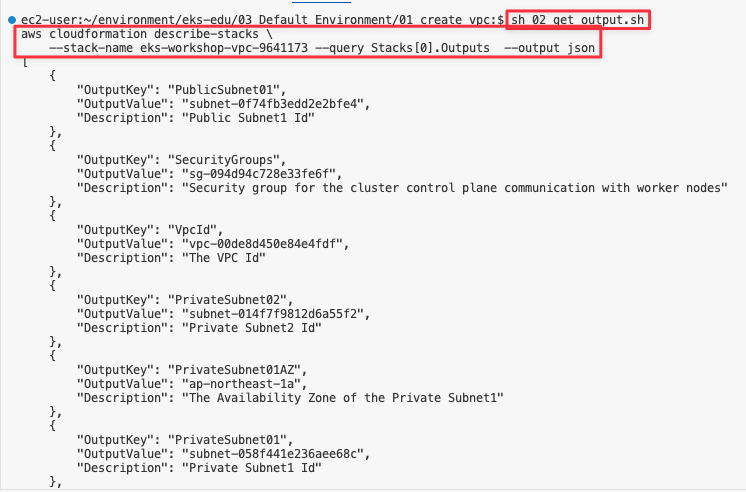 ec2-user:~/environment/eks-edu/03 Default Environment/01 create vpc:$ sh 02 get output.sh
aws cloudformation describe-stacks \
    --stack-name eks-workshop-vpc-9641173 --query Stacks[0].Outputs  --output json
[
    {
        "OutputKey": "PublicSubnet01",
        "OutputValue": "subnet-0f74fb3edd2e2bfe4",
        "Description": "Public Subnet1 Id"
    },
    {
        "OutputKey": "SecurityGroups",
        "OutputValue": "sg-094d94c728e33fe6f",
        "Description": "Security group for the cluster control plane communication with worker nodes"
    },
    {
        "OutputKey": "VpcId",
        "OutputValue": "vpc-00de8d450e84e4fdf",
        "Description": "The VPC Id"
    },
    {
        "OutputKey": "PrivateSubnet02",
        "OutputValue": "subnet-014f7f9812d6a55f2",
        "Description": "Private Subnet2 Id"
    },
    {
        "OutputKey": "PrivateSubnet01AZ",
        "OutputValue": "ap-northeast-1a",
        "Description": "The Availability Zone of the Private Subnet1"
    },
    {
        "OutputKey": "PrivateSubnet01",
        "OutputValue": "subnet-058f441e236aee68c",
        "Description": "Private Subnet1 Id"
    },